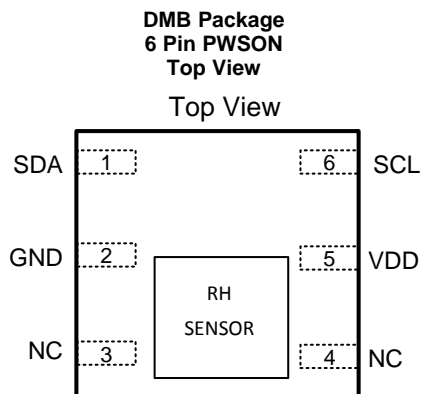 DMB Package
6 Pin PWSON
Top View
Top View
SDA 1 6 SCL
GND 2 5 VDD
RH
SENSOR
NC 3 4 NC